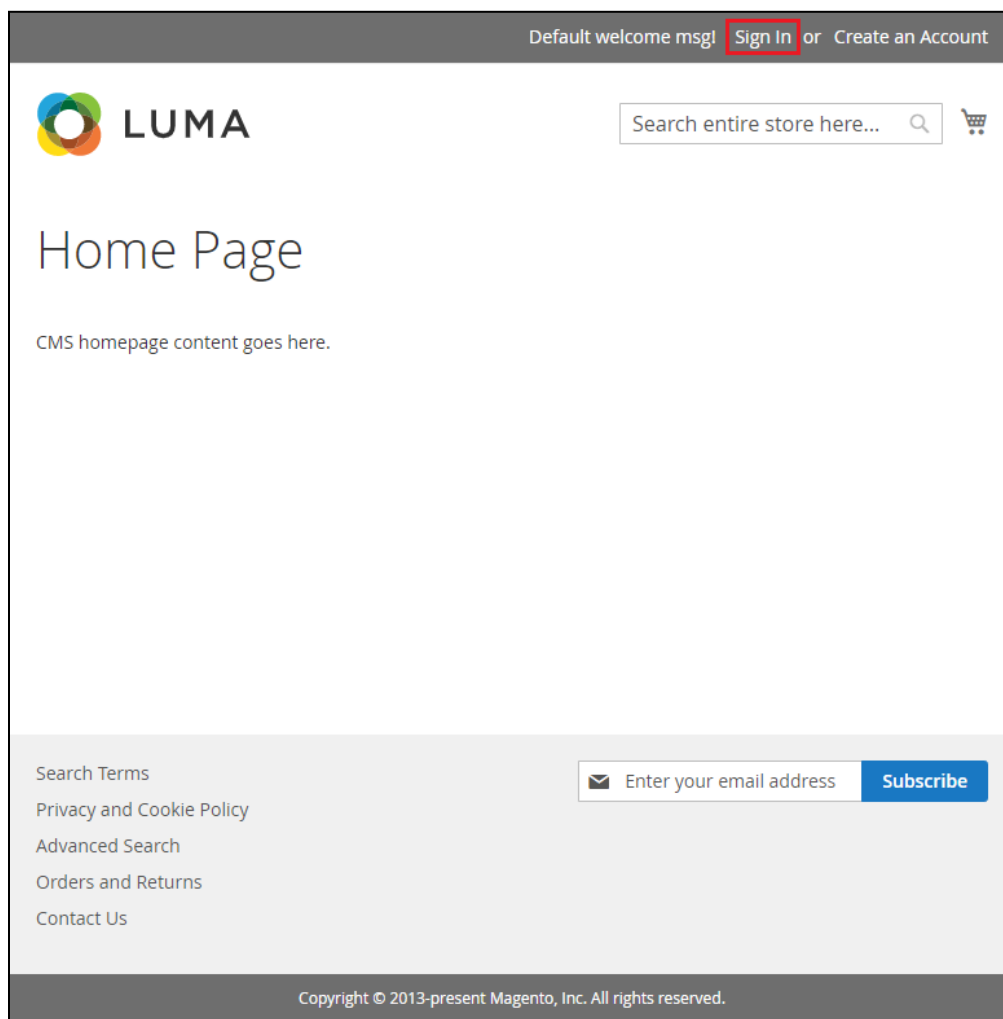 Default welcome msg! Sign In or Create an Account
LUMA
Search entire store here...
Home Page
CMS homepage content goes here.
Search Terms
Privacy and Cookie Policy
Advanced Search
Orders and Returns
Contact Us
Enter your email address Subscribe
Copyright © 2013-present Magento, Inc. All rights reserved.